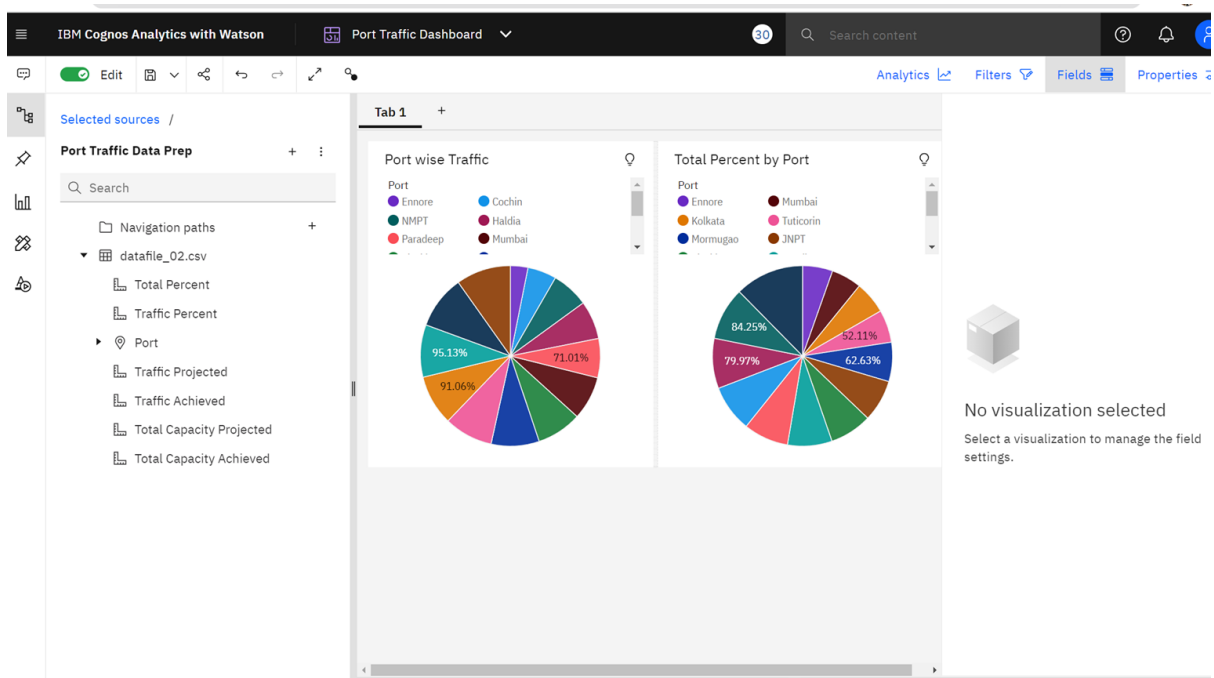 IBM Cognos Analytics with Watson
Port Traffic Dashboard
30
Search content
Edit
Analytics
Filters
Fields
Properties
Selected sources /
Port Traffic Data Prep
Search
Navigation paths
datafile_02.csv
Total Percent
Traffic Percent
Port
Traffic Projected
Traffic Achieved
Total Capacity Projected
Total Capacity Achieved
Tab 1
Port wise Traffic
Port
Ennore
Cochin
NMPT
Haldia
Paradeep
Mumbai
95.13%
71.01%
91.06%
Total Percent by Port
Port
Ennore
Mumbai
Kolkata
Tuticorin
Mormugao
JNPT
84.25%
52.11%
79.97%
62.63%
No visualization selected
Select a visualization to manage the field
settings.